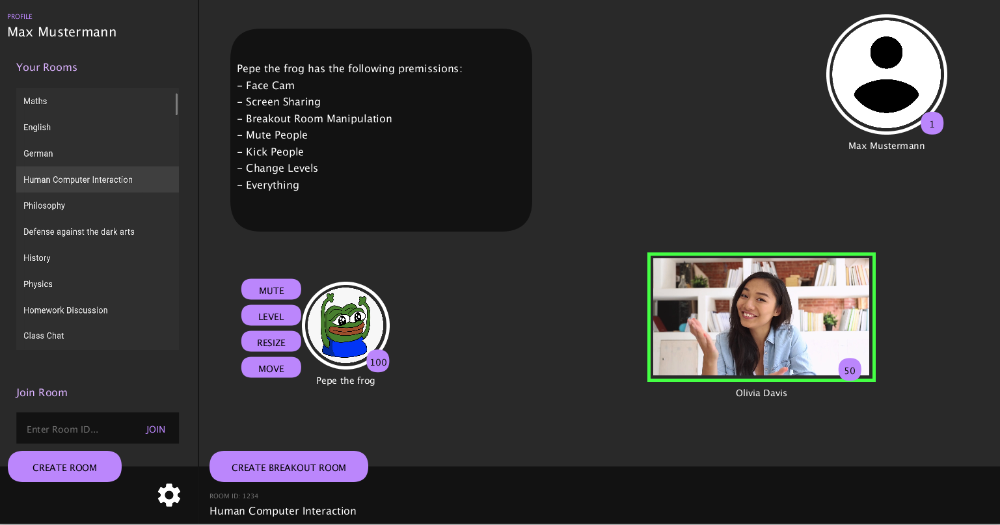 PROFILE
Max Mustermann
Your Rooms
Maths
English
German
Human Computer Interaction
Philosophy
Defense against the dark arts
History
Physics
Homework Discussion
Class Chat
Join Room
Enter Room ID...
JOIN
CREATE ROOM
Pepe the frog has the following premissions:
– Face Cam
– Screen Sharing
– Breakout Room Manipulation
– Mute People
– Kick People
– Change Levels
– Everything
1
Max Mustermann
MUTE
LEVEL
RESIZE
MOVE
100
Pepe the frog
50
Olivia Davis
CREATE BREAKOUT ROOM
ROOM ID: 1234
Human Computer Interaction